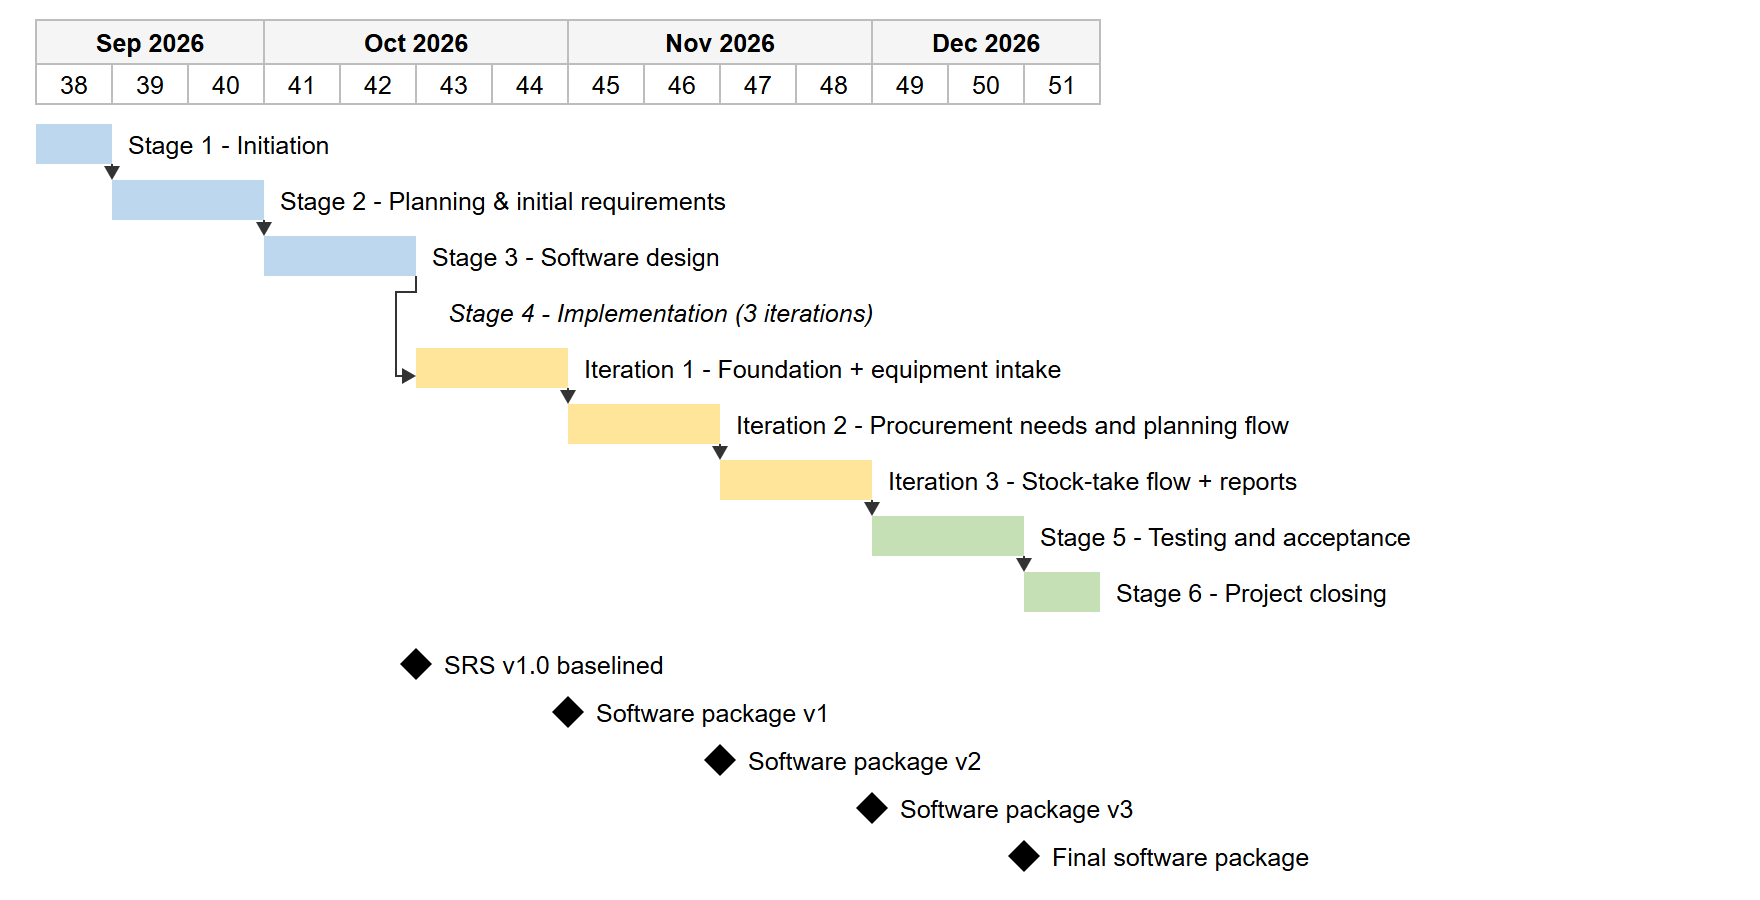 Sep 2026 Oct 2026 Nov 2026 Dec 2026
38 39 40 41 42 43 44 45 46 47 48 49 50 51
Stage 1 - Initiation
Stage 2 - Planning & initial requirements
Stage 3 - Software design
Stage 4 - Implementation (3 iterations)
Iteration 1 - Foundation + equipment intake
Iteration 2 - Procurement needs and planning flow
Iteration 3 - Stock-take flow + reports
Stage 5 - Testing and acceptance
Stage 6 - Project closing
SRS v1.0 baselined
Software package v1
Software package v2
Software package v3
Final software package